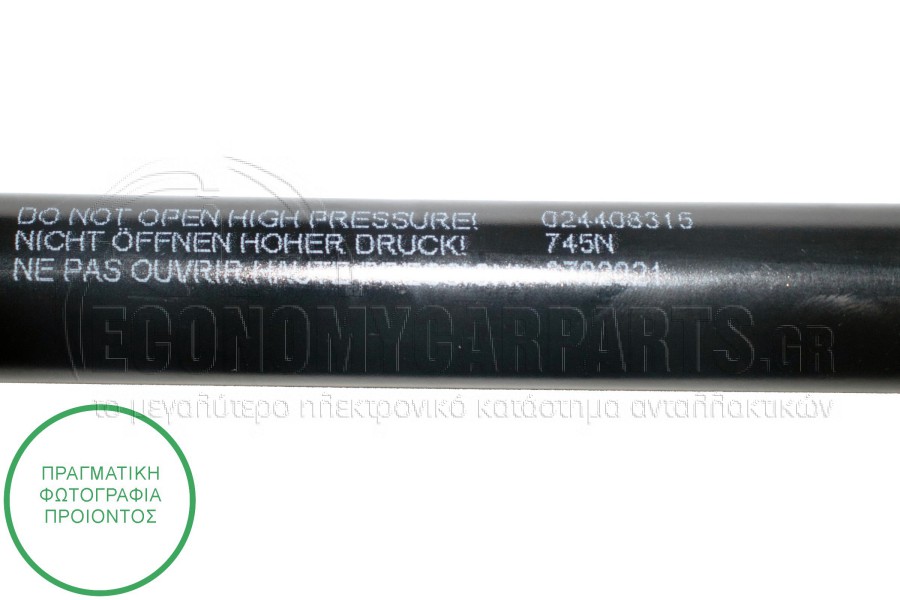 DO NOT OPEN HIGH PRESSURE! 024408315
NICHT ÖFFNEN HOHER DRUCK! 745N
NE PAS OUVRIR
ECONOMYCARPARTS.GR
το μεγαλύτερο ηλεκτρονικό κατάστημα ανταλλακτικών
ΠΡΑΓΜΑΤΙΚΗ
ΦΩΤΟΓΡΑΦΙΑ
ΠΡΟΙΟΝΤΟΣ